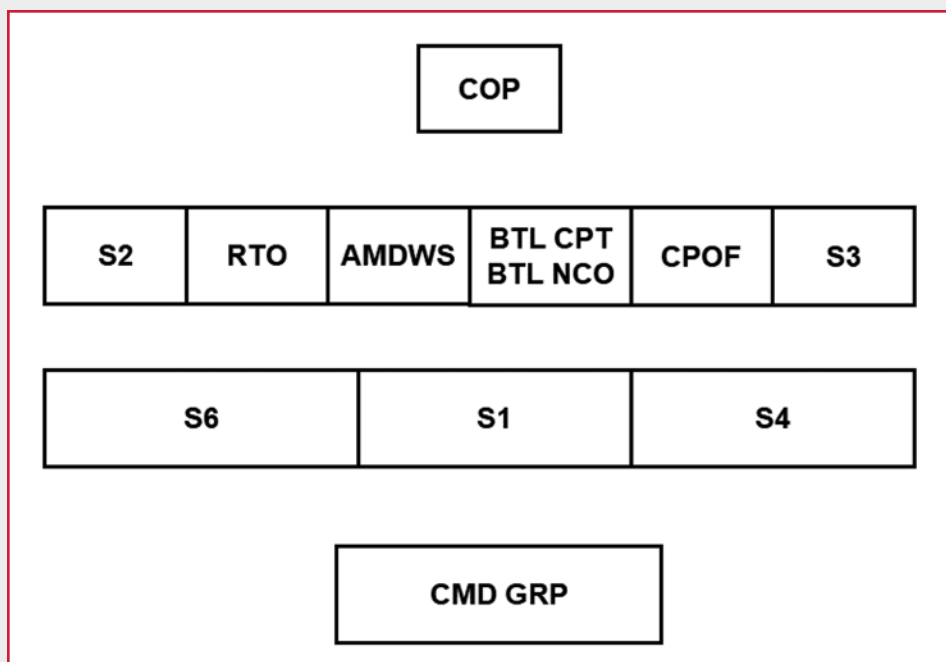 COP
S2 RTO AMDWS BTL CPT BTL NCO CPOF S3
S6 S1 S4
CMD GRP